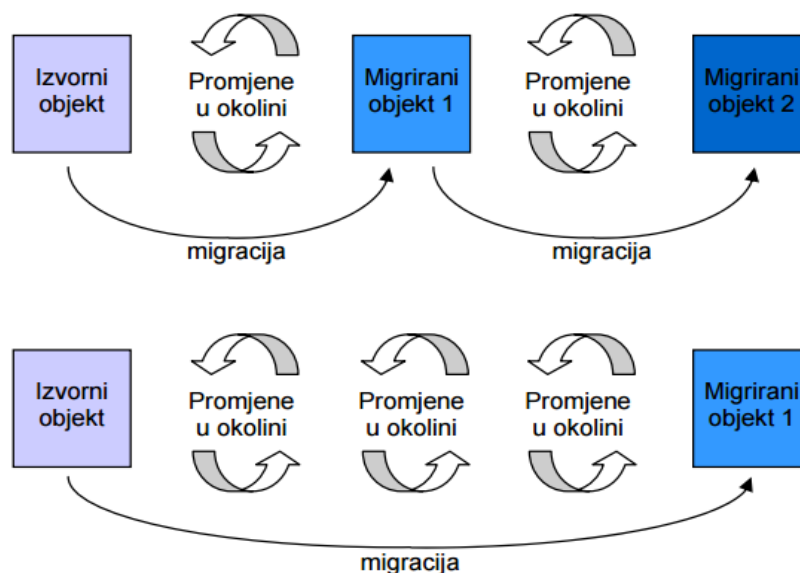 Izvorni
objekt
Promjene
u okolini
Migrirani
objekt 1
Promjene
u okolini
Migrirani
objekt 2
migracija
migracija
Izvorni
objekt
Promjene
u okolini
Promjene
u okolini
Promjene
u okolini
Migrirani
objekt 1
migracija